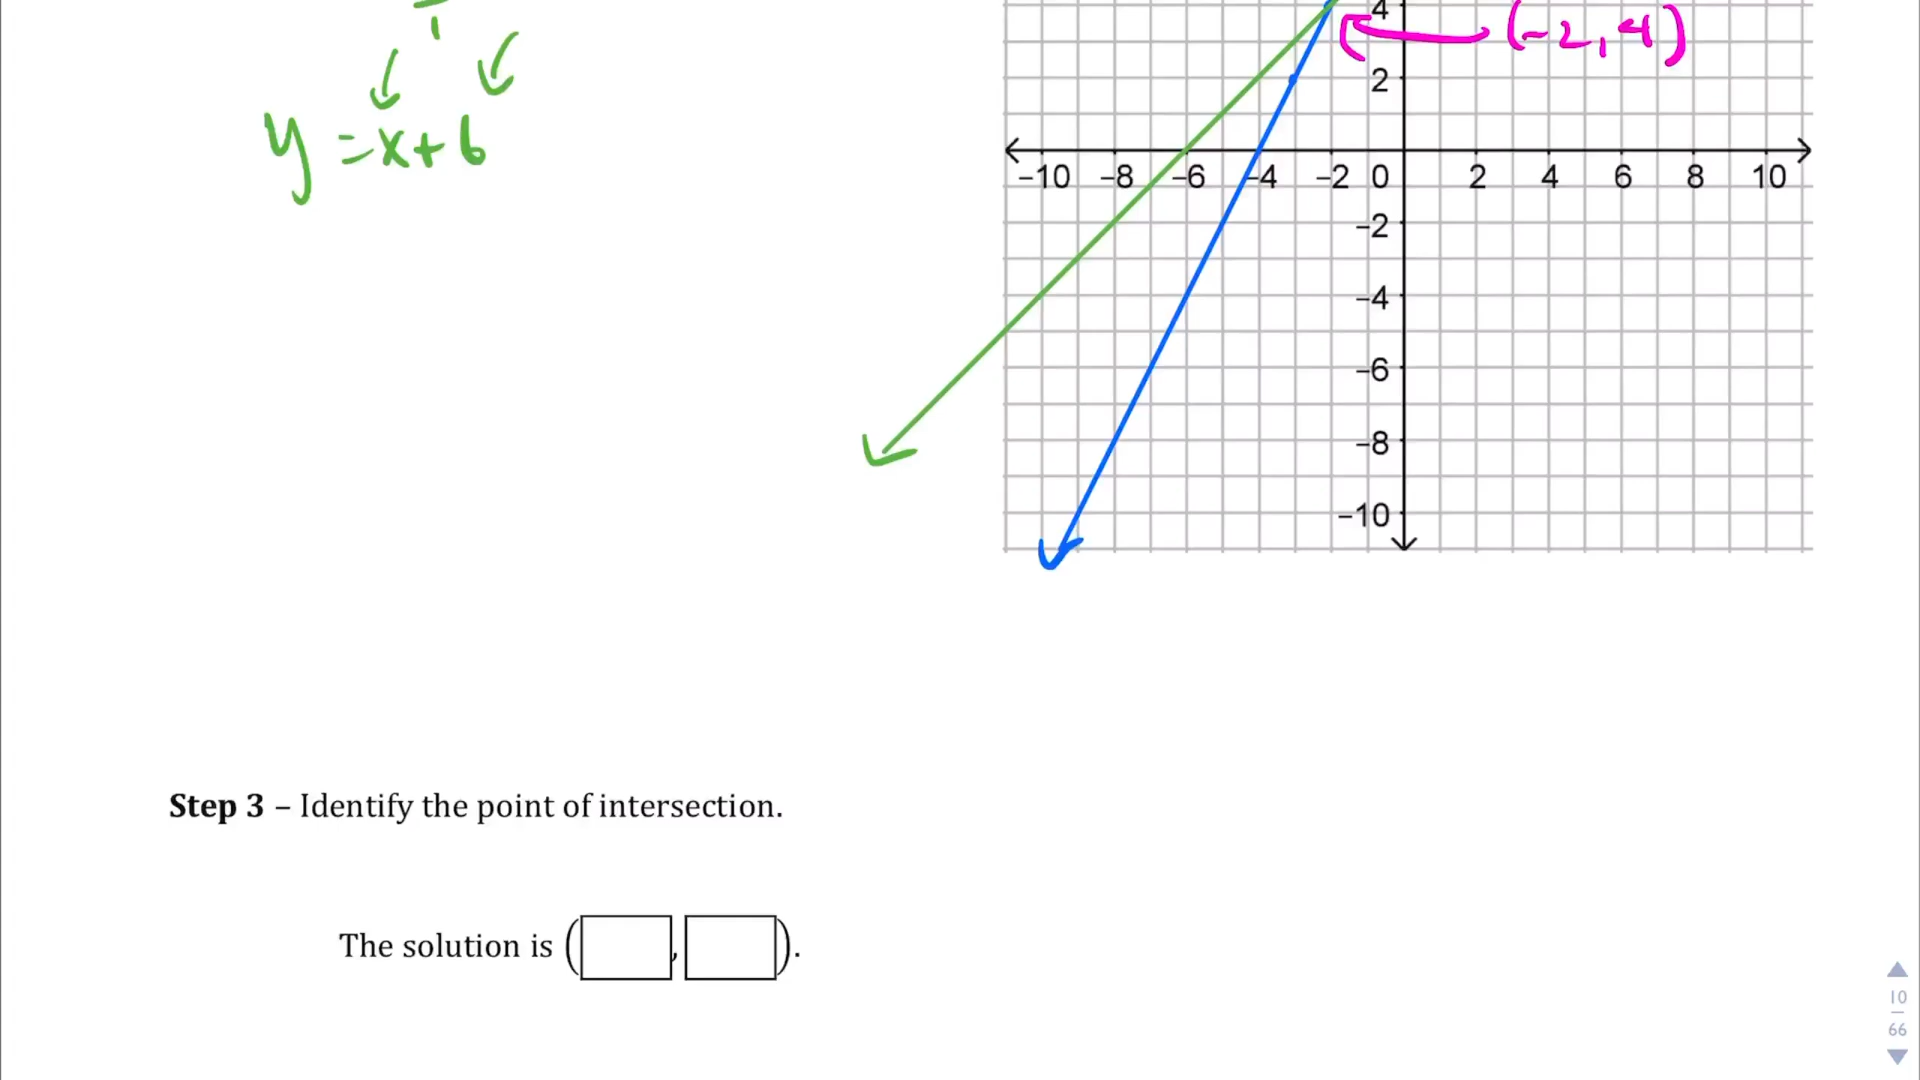 1
y = x + 6
4
(-2, 4)
2
-10 -8 -6 -4 -2 0 2 4 6 8 10
-2
-4
-6
-8
-10
Step 3 – Identify the point of intersection.
The solution is ( , ).
10
66